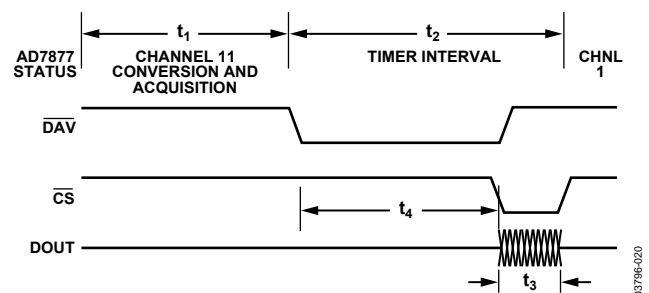 t1 t2
AD7877 STATUS
CHANNEL 11 CONVERSION AND ACQUISITION
TIMER INTERVAL
CHNL 1
DAV
CS
t4
DOUT
t3
03796-020